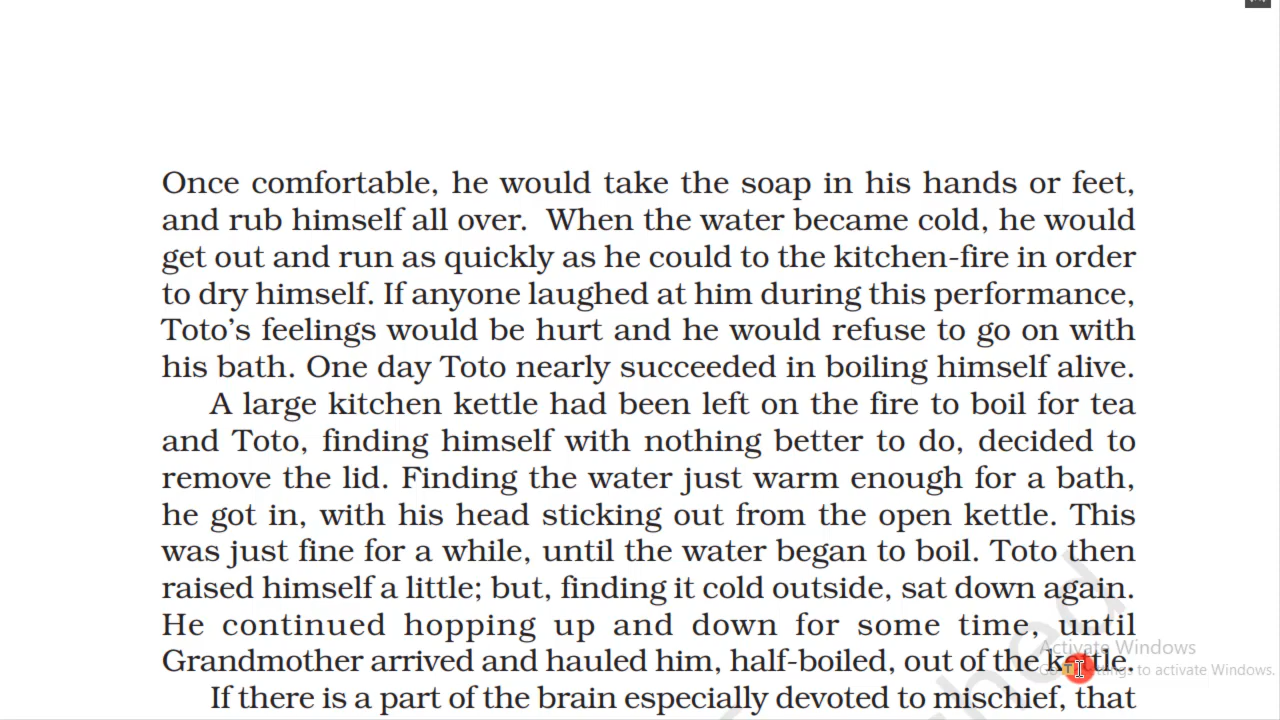 Once comfortable, he would take the soap in his hands or feet,
and rub himself all over. When the water became cold, he would
get out and run as quickly as he could to the kitchen-fire in order
to dry himself. If anyone laughed at him during this performance,
Toto’s feelings would be hurt and he would refuse to go on with
his bath. One day Toto nearly succeeded in boiling himself alive.
A large kitchen kettle had been left on the fire to boil for tea
and Toto, finding himself with nothing better to do, decided to
remove the lid. Finding the water just warm enough for a bath,
he got in, with his head sticking out from the open kettle. This
was just fine for a while, until the water began to boil. Toto then
raised himself a little; but, finding it cold outside, sat down again.
He continued hopping up and down for some time, until
Grandmother arrived and hauled him, half-boiled, out of the kettle.
If there is a part of the brain especially devoted to mischief, that
Activate Windows
to activate Windows.